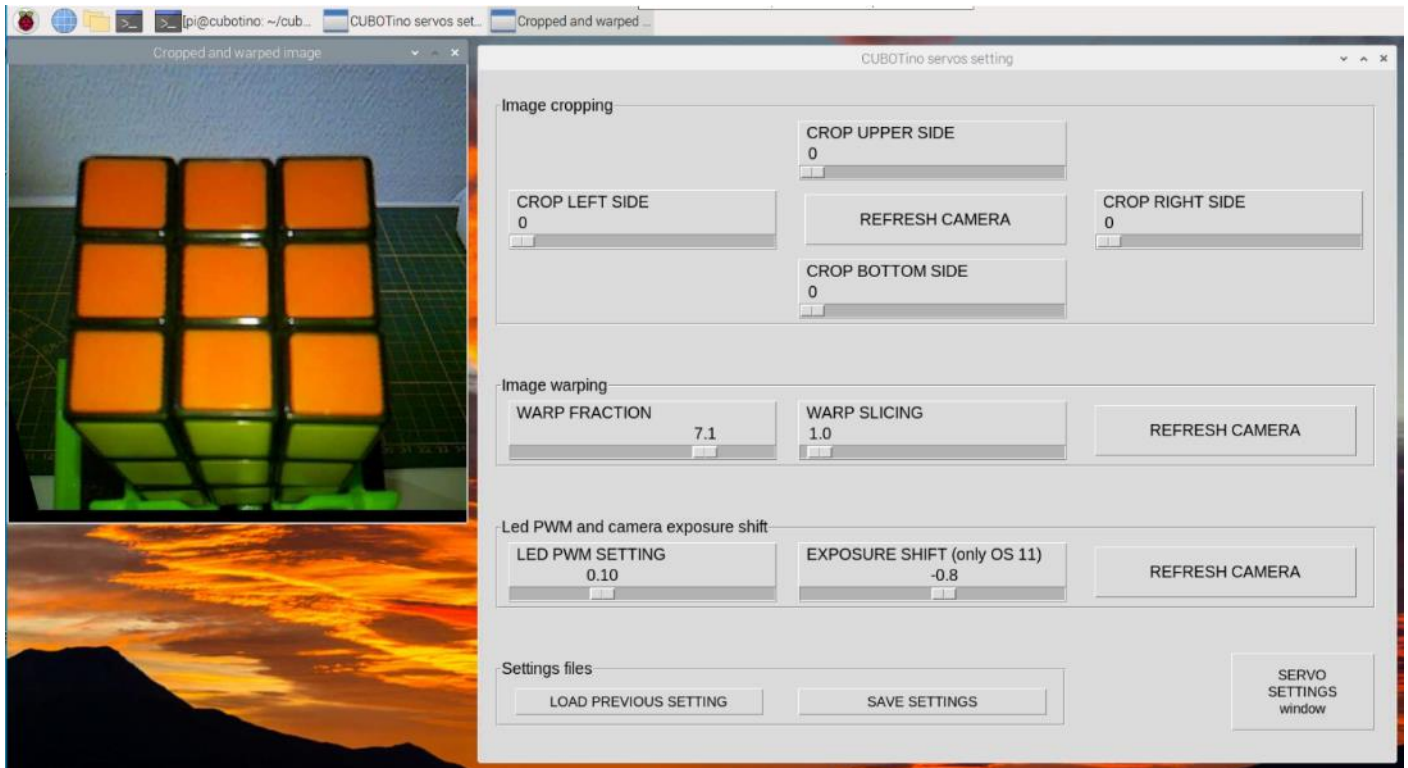 [pi@cubotino: ~/cub...
CUBOTino servos set...
Cropped and warped ...
Cropped and warped image
CUBOTino servos setting
Image cropping
CROP UPPER SIDE
0
CROP LEFT SIDE
0
REFRESH CAMERA
CROP RIGHT SIDE
0
CROP BOTTOM SIDE
0
Image warping
WARP FRACTION
7.1
WARP SLICING
1.0
REFRESH CAMERA
Led PWM and camera exposure shift
LED PWM SETTING
0.10
EXPOSURE SHIFT (only OS 11)
-0.8
REFRESH CAMERA
Settings files
LOAD PREVIOUS SETTING
SAVE SETTINGS
SERVO
SETTINGS
window